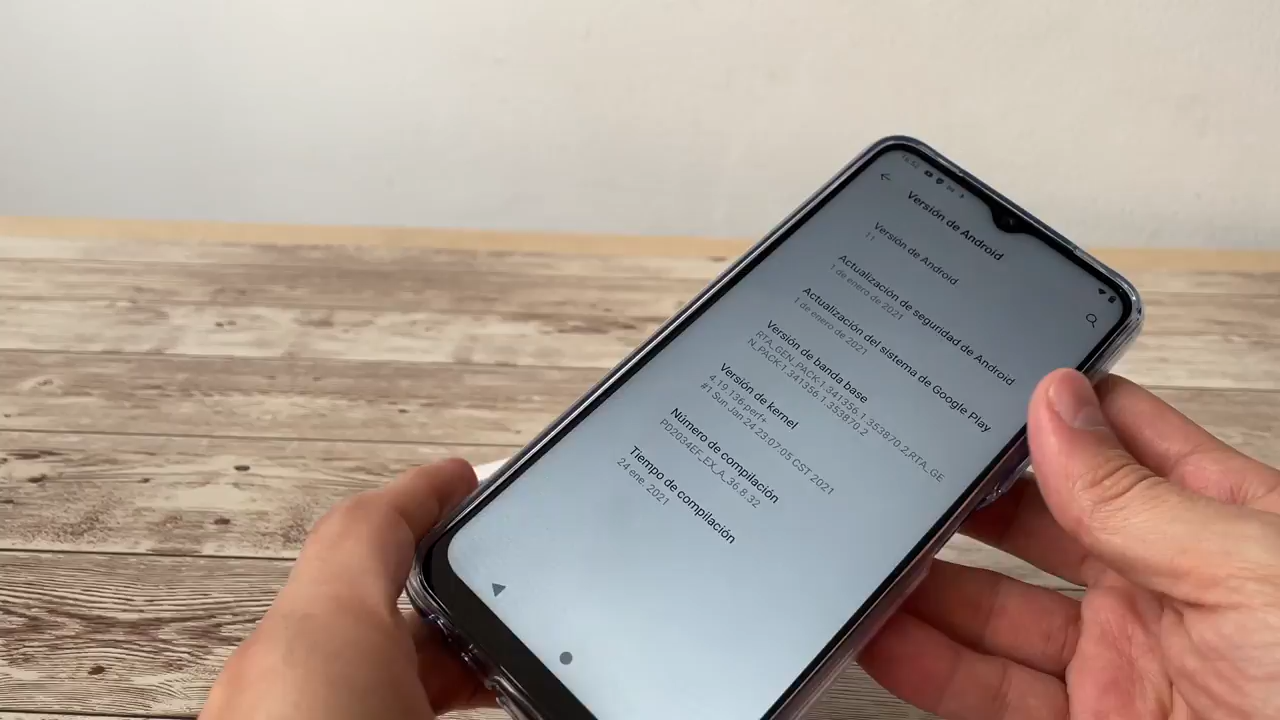 Versión de Android
Versión de Android
11
Actualización de seguridad de Android
1 de enero de 2021
Actualización del sistema de Google Play
1 de enero de 2021
Versión de banda base
RTA_GEN_PACK.1.341356.1.353870.2,RTA_GE
N_PACK.1.341356.1.353870.2
Versión de kernel
4.19.136-perf+
#1 Sun Jan 24 23:07:05 CST 2021
Número de compilación
PD2034EF_EX_A_36.8.32
Tiempo de compilación
24 ene. 2021